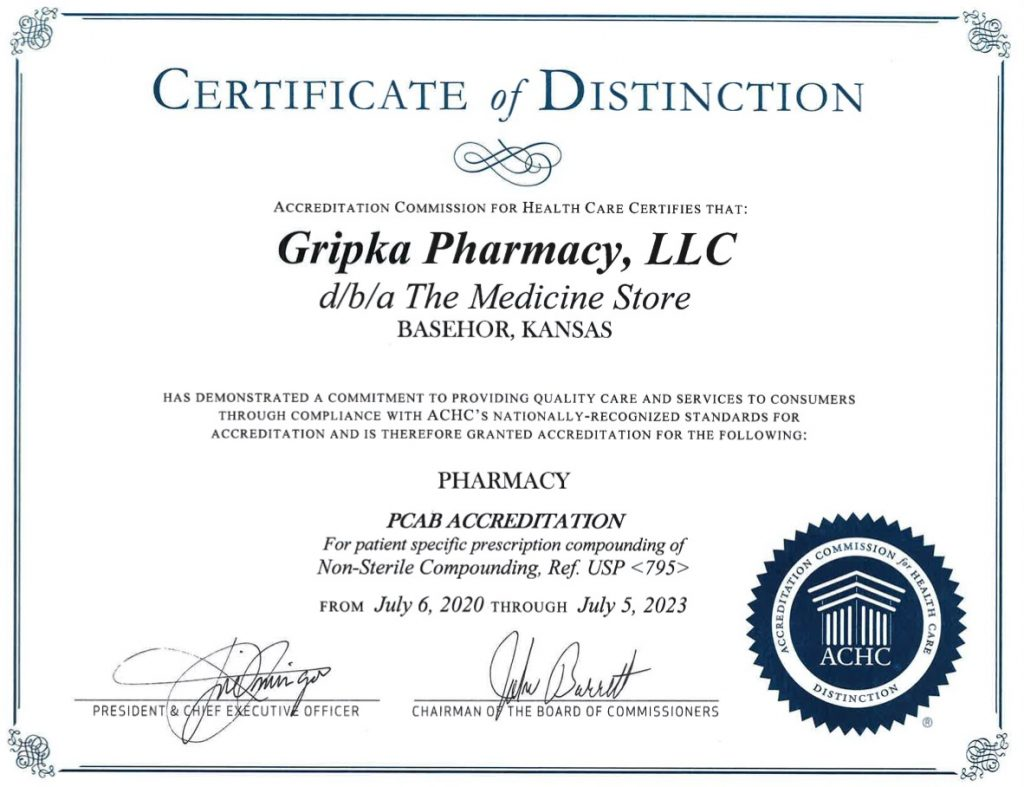 CERTIFICATE of DISTINCTION
ACCREDITATION COMMISSION FOR HEALTH CARE CERTIFIES THAT:
Gripka Pharmacy, LLC
d/b/a The Medicine Store
BASEHOR, KANSAS
HAS DEMONSTRATED A COMMITMENT TO PROVIDING QUALITY CARE AND SERVICES TO CONSUMERS
THROUGH COMPLIANCE WITH ACHC'S NATIONALLY-RECOGNIZED STANDARDS FOR
ACCREDITATION AND IS THEREFORE GRANTED ACCREDITATION FOR THE FOLLOWING:
PHARMACY
PCAB ACCREDITATION
For patient specific prescription compounding of
Non-Sterile Compounding, Ref. USP <795>
FROM July 6, 2020 THROUGH July 5, 2023
John Barrett
PRESIDENT & CHIEF EXECUTIVE OFFICER
CHAIRMAN OF THE BOARD OF COMMISSIONERS
ACCREDITATION COMMISSION for HEALTH CARE
ACHC
DISTINCTION
®